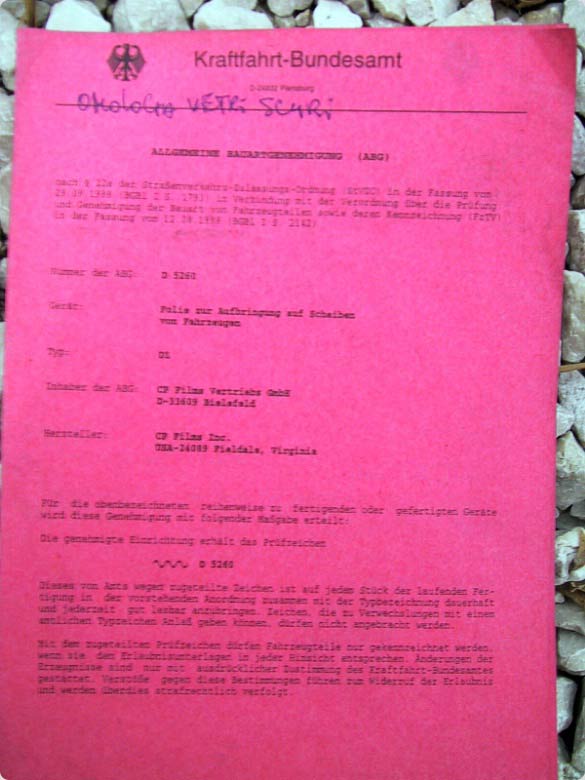 Kraftfahrt-Bundesamt
D-24932 Flensburg
VETRI SCURI
ALLGEMEINE BAUARTGENEHMIGUNG (ABG)
nach § 22a der Straßenverkehrs-Zulassungs-Ordnung (StVZO) in der Fassung vom
28.09.1988 (BGBl I S. 1793) in Verbindung mit der Verordnung über die Prüfung
und Genehmigung der Bauart von Fahrzeugteilen sowie deren Kennzeichnung (FzTV)
in der Fassung vom 12.08.1998 (BGBl I S. 2142)
Nummer der ABG: D 5260
Gerät: Folie zur Aufbringung auf Scheiben
von Fahrzeugen
Typ:
Inhaber der ABG: CP Films Vertriebs GmbH
D-33609 Bielefeld
Hersteller: CP Films Inc.
USA-24089 Fieldale, Virginia
Für die obenbezeichneten reihenweise zu fertigenden oder gefertigten Geräte
wird diese Genehmigung mit folgender Maßgabe erteilt:
Die genehmigte Einrichtung erhält das Prüfzeichen
D 5260
Dieses von Amts wegen zugeteilte Zeichen ist auf jedem Stück der laufenden Fer-
tigung in der vorstehenden Anordnung zusammen mit der Typbezeichnung dauerhaft
und jederzeit gut lesbar anzubringen. Zeichen, die zu Verwechslungen mit einem
amtlichen Typzeichen Anlaß geben können, dürfen nicht angebracht werden.
Mit dem zugeteilten Prüfzeichen dürfen Fahrzeugteile nur gekennzeichnet werden,
wenn sie dem Erlaubnisunterlagen in jeder Hinsicht entsprechen. Änderungen der
Erzeugnisse sind nur mit ausdrücklicher Zustimmung des Kraftfahrt-Bundesamtes
gestattet. Verstöße gegen diese Bestimmungen führen zum Widerruf der Erlaubnis
und werden überdies strafrechtlich verfolgt.